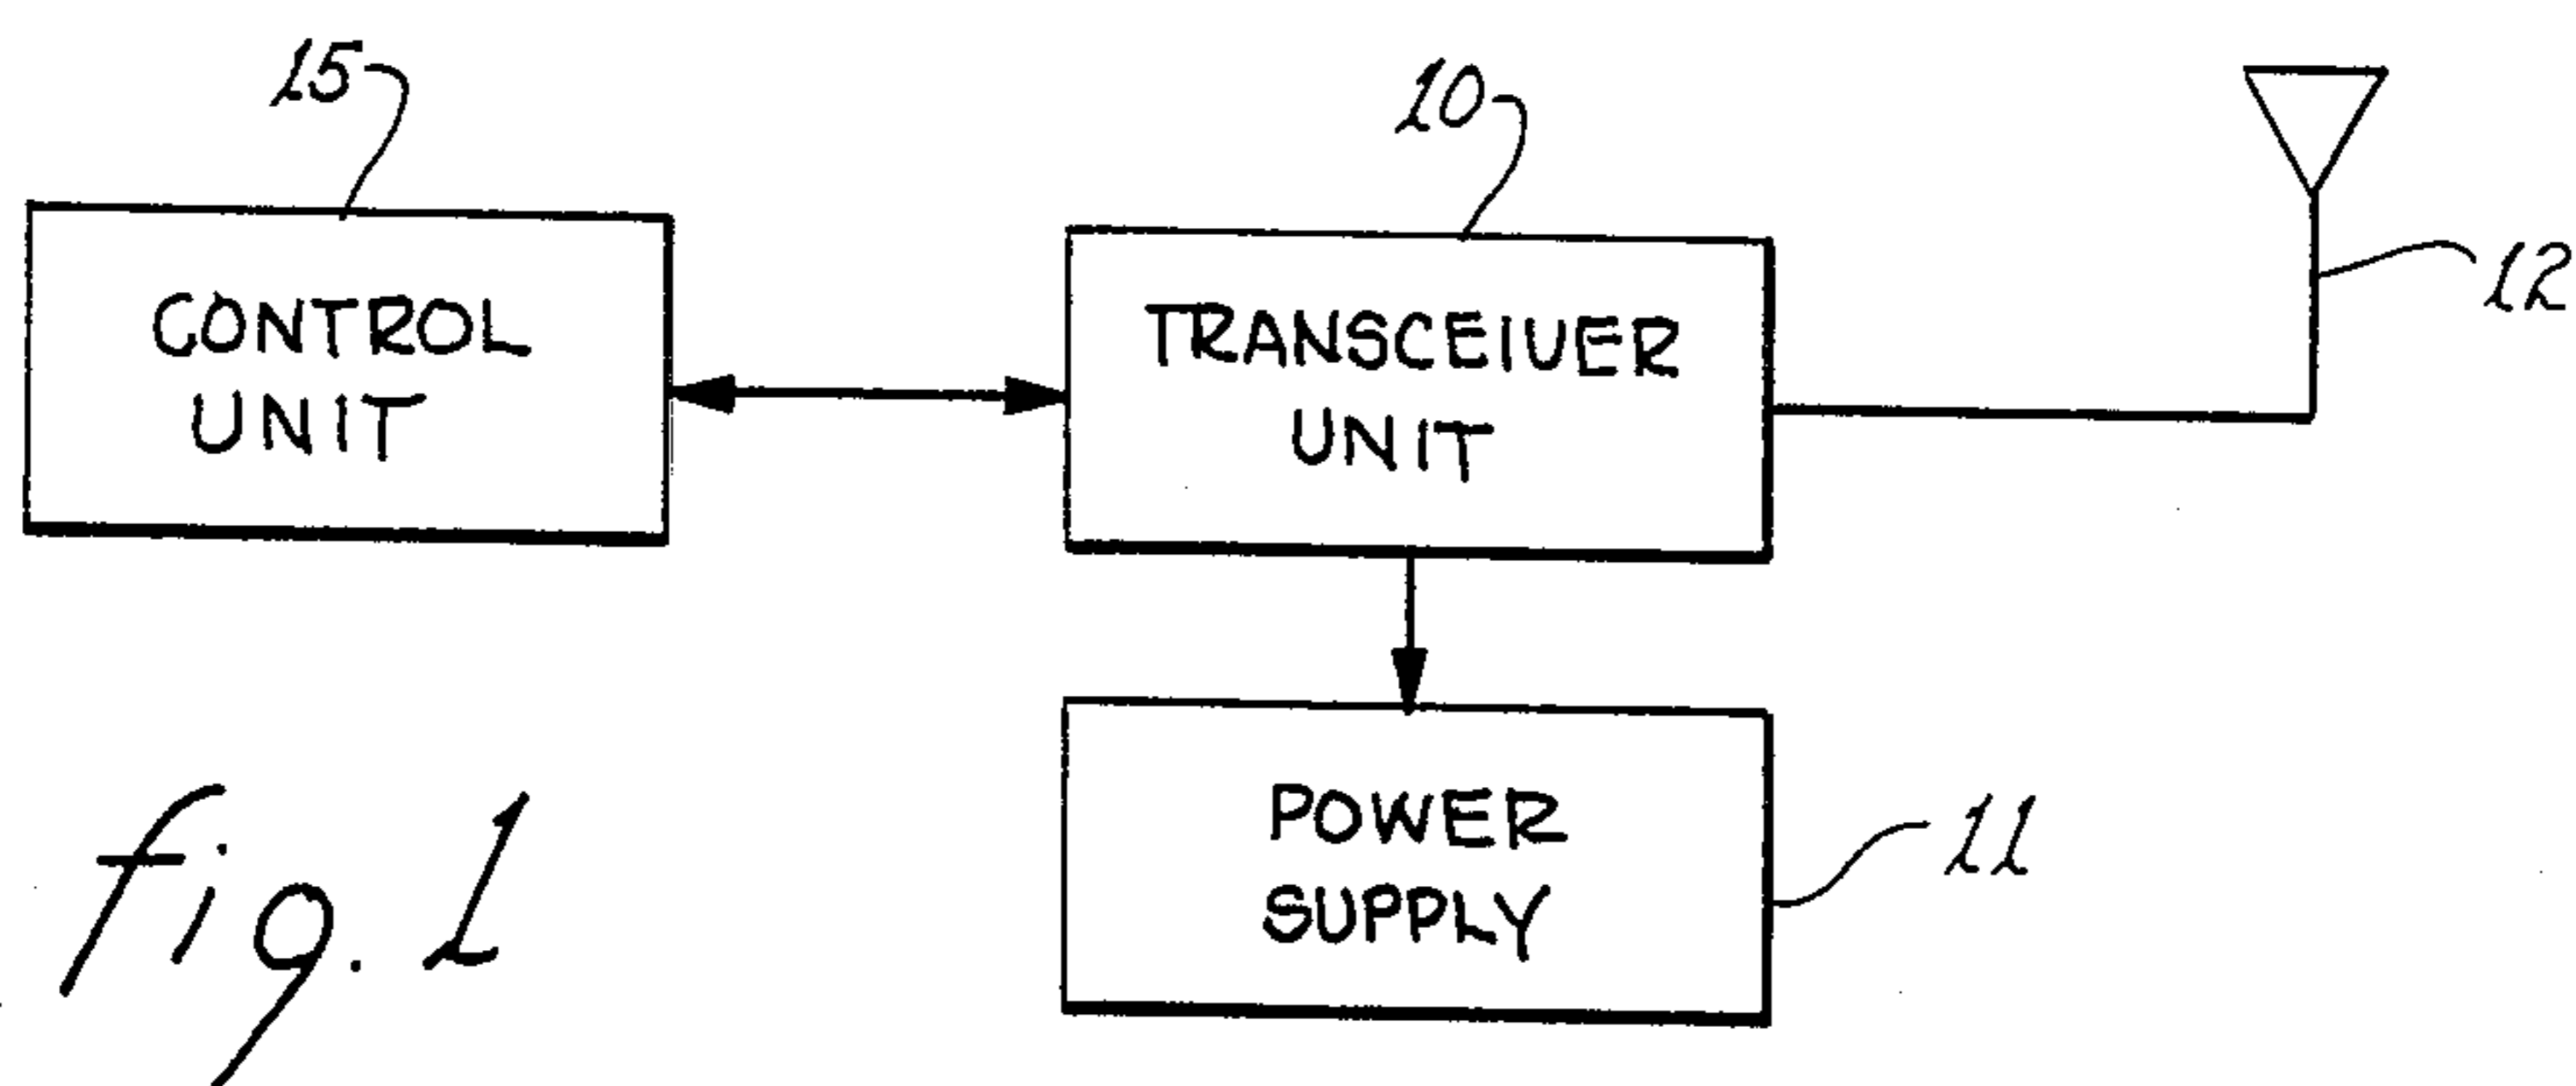 15
10
12
CONTROL
UNIT
TRANSCEIVER
UNIT
POWER
SUPPLY
11
fig. 1